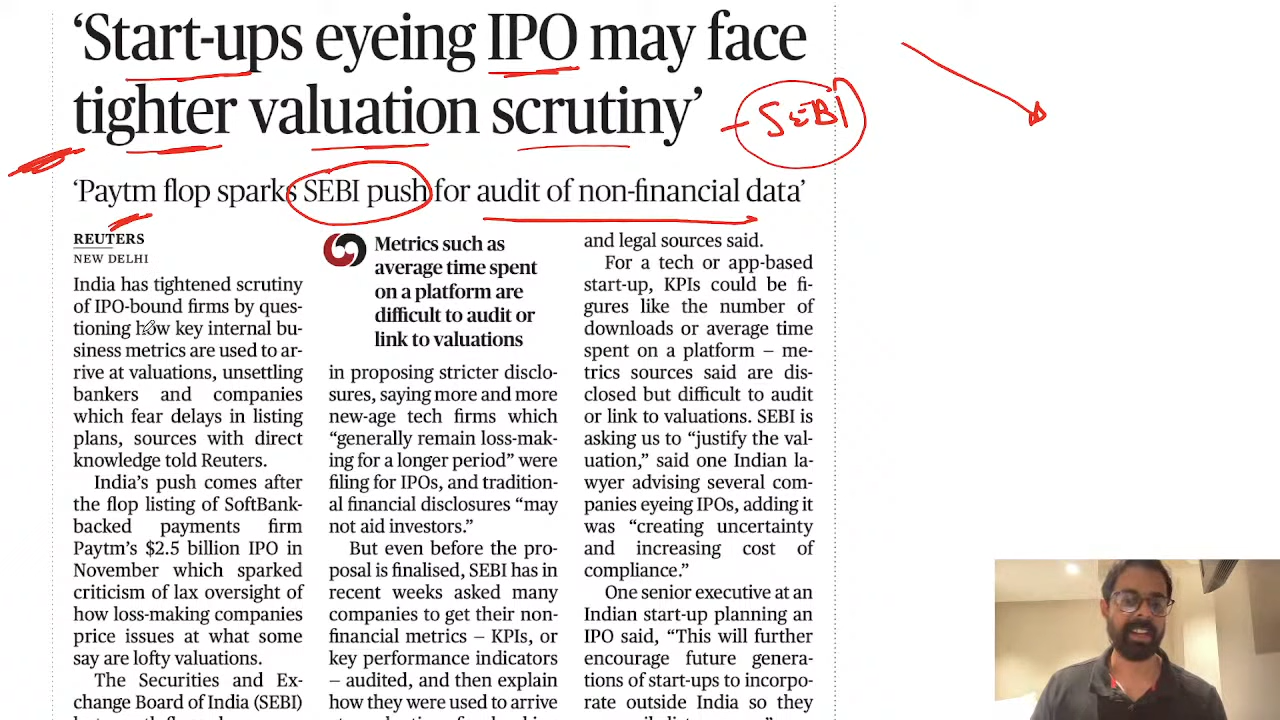 'Start-ups eyeing IPO may face
tighter valuation scrutiny'
- SEBI
'Paytm flop sparks SEBI push for audit of non-financial data'
REUTERS
NEW DELHI
India has tightened scrutiny
of IPO-bound firms by ques-
tioning how key internal bu-
siness metrics are used to ar-
rive at valuations, unsettling
bankers and companies
which fear delays in listing
plans, sources with direct
knowledge told Reuters.
India's push comes after
the flop listing of SoftBank-
backed payments firm
Paytm's $2.5 billion IPO in
November which sparked
criticism of lax oversight of
how loss-making companies
price issues at what some
say are lofty valuations.
The Securities and Ex-
change Board of India (SEBI)
Metrics such as
average time spent
on a platform are
difficult to audit or
link to valuations
in proposing stricter disclo-
sures, saying more and more
new-age tech firms which
"generally remain loss-mak-
ing for a longer period" were
filing for IPOs, and tradition-
al financial disclosures "may
not aid investors."
But even before the pro-
posal is finalised, SEBI has in
recent weeks asked many
companies to get their non-
financial metrics – KPIs, or
key performance indicators
– audited, and then explain
how they were used to arrive
and legal sources said.
For a tech or app-based
start-up, KPIs could be fi-
gures like the number of
downloads or average time
spent on a platform – me-
trics sources said are dis-
closed but difficult to audit
or link to valuations. SEBI is
asking us to "justify the val-
uation," said one Indian la-
wyer advising several com-
panies eyeing IPOs, adding it
was "creating uncertainty
and increasing cost of
compliance."
One senior executive at an
Indian start-up planning an
IPO said, "This will further
encourage future genera-
tions of start-ups to incorpo-
rate outside India so they